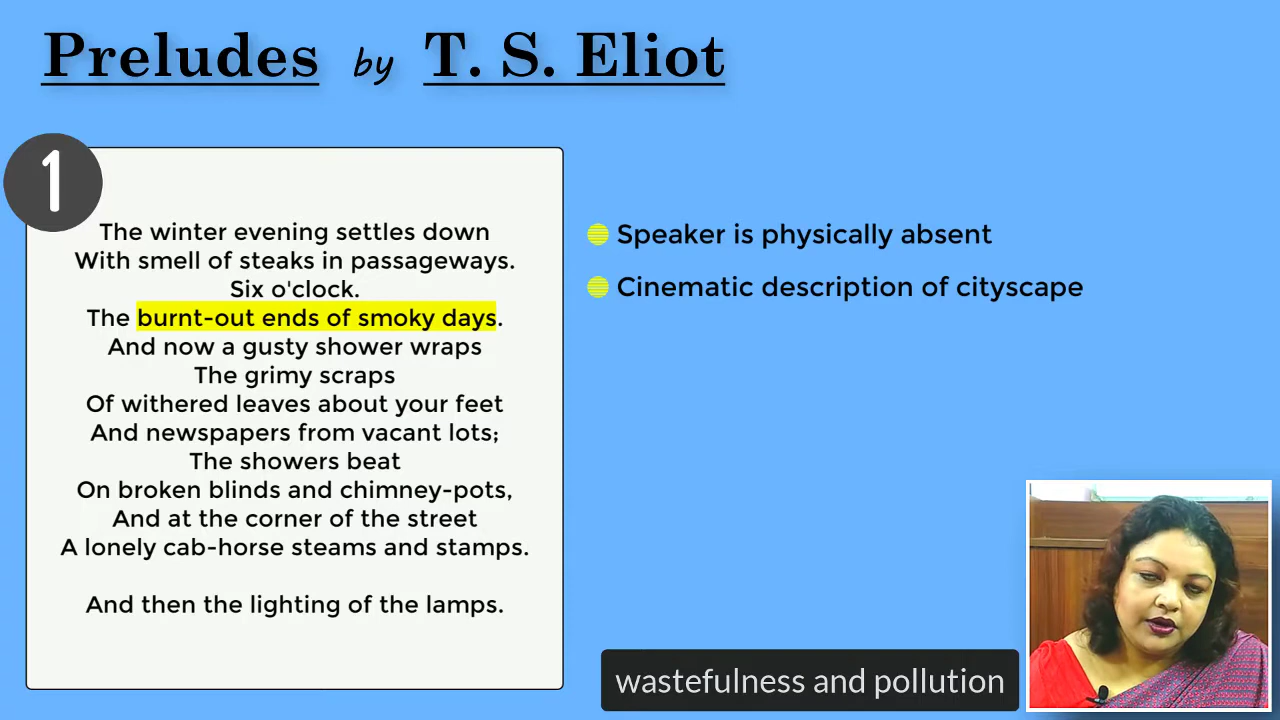 Preludes by T. S. Eliot
1
The winter evening settles down
With smell of steaks in passageways.
Six o'clock.
The burnt-out ends of smoky days.
And now a gusty shower wraps
The grimy scraps
Of withered leaves about your feet
And newspapers from vacant lots;
The showers beat
On broken blinds and chimney-pots,
And at the corner of the street
A lonely cab-horse steams and stamps.
And then the lighting of the lamps.
Speaker is physically absent
Cinematic description of cityscape
wastefulness and pollution